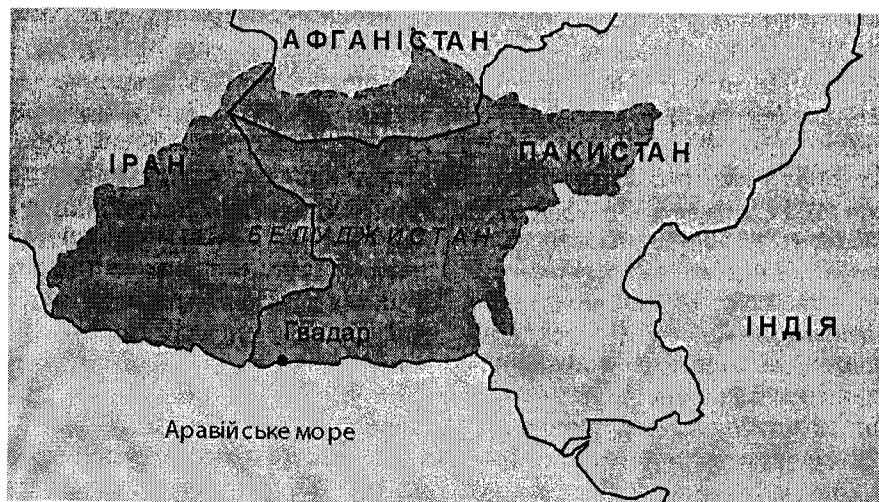 АФГАНІСТАН
ІРАН
ПАКИСТАН
БЕЛУДЖИСТАН
Гвадар
ІНДІЯ
Аравійське море